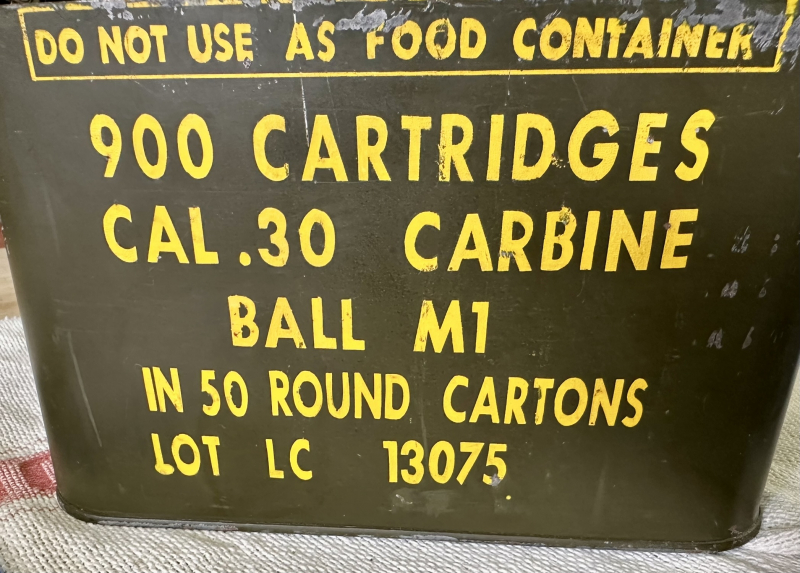 DO NOT USE AS FOOD CONTAINER
900 CARTRIDGES
CAL .30 CARBINE
BALL M1
IN 50 ROUND CARTONS
LOT LC 13075